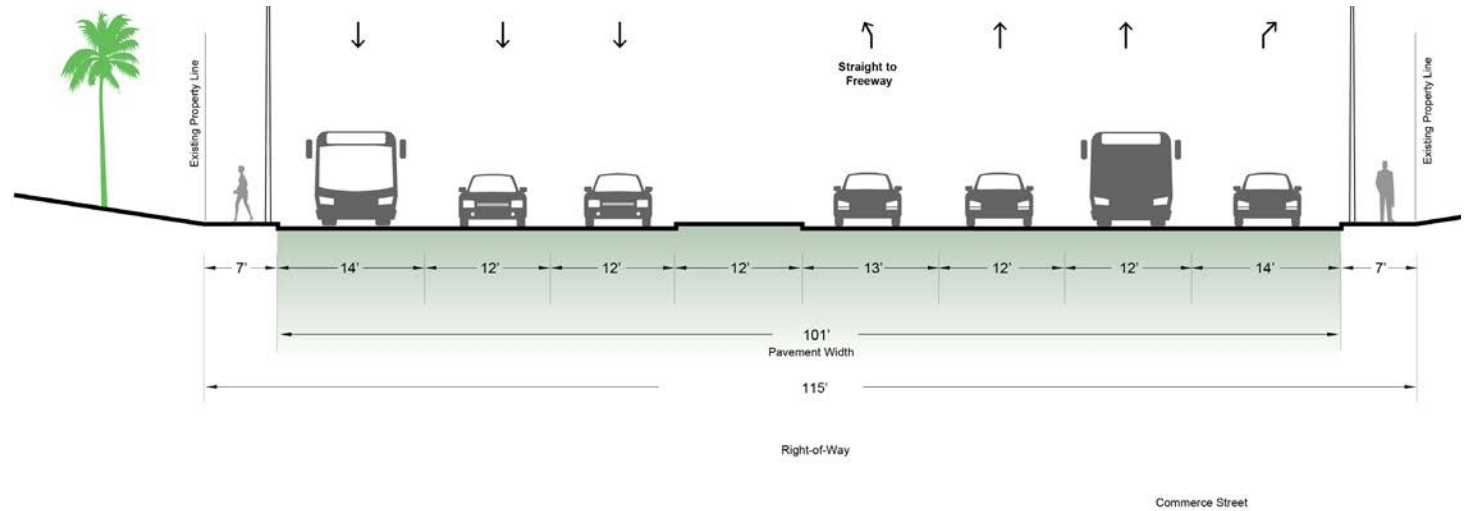 Existing Property Line
Straight to
Freeway
Existing Property Line
7'
14'
12'
12'
12'
13'
12'
12'
14'
7'
101'
Pavement Width
115'
Right-of-Way
Commerce Street